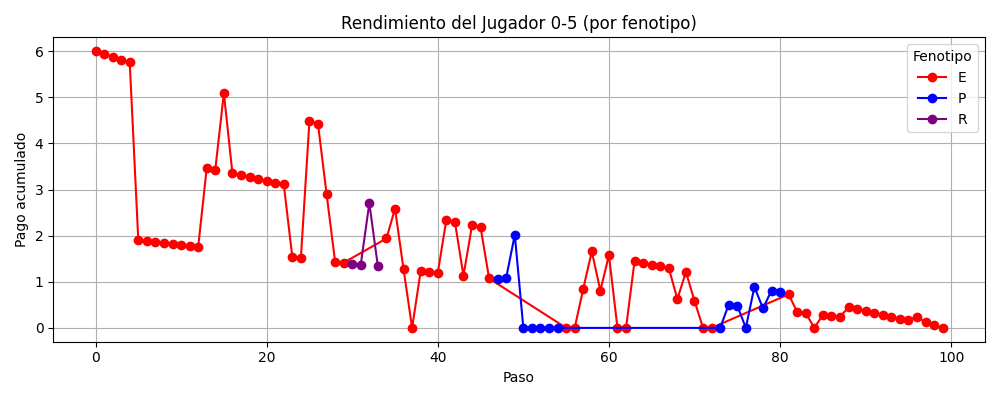 Rendimiento del Jugador 0-5 (por fenotipo)
Pago acumulado
6
5
4
3
2
1
0
Fenotipo
E
P
R
0
20
40
60
80
100
Paso